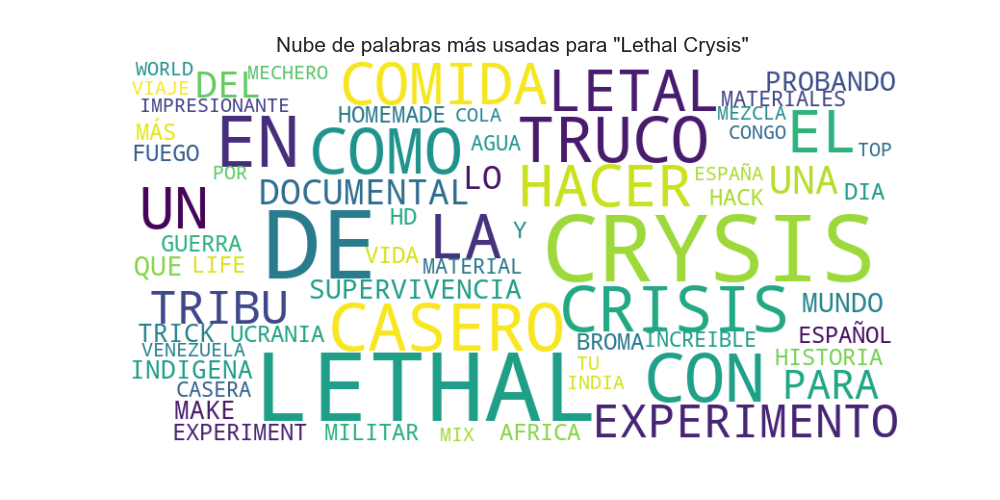 Nube de palabras más usadas para "Lethal Crysis"
WORLD DEL MECHERO COMIDA LETAL PROBANDO
VIAJE IMPRESIONANTE MATERIALES
MÁS EN HOMEMADE COLA TRUCO MEZCLA EL
FUEGO COMO AGUA CONGO TOP
POR DOCUMENTAL LO HACER ESPAÑA UNA
UN HD HACK DIA
GUERRA DE LA Y CRYSIS
QUE LIFE VIDA MATERIAL
TRIBU SUPERVIVENCIA CRISIS MUNDO
TRICK UCRANIA CASERO BROMA INCREIBLE ESPAÑOL
VENEZUELA HISTORIA
INDIGENA LETHAL TU CON PARA
CASERA INDIA
MAKE EXPERIMENTO
EXPERIMENT MILITAR MIX AFRICA